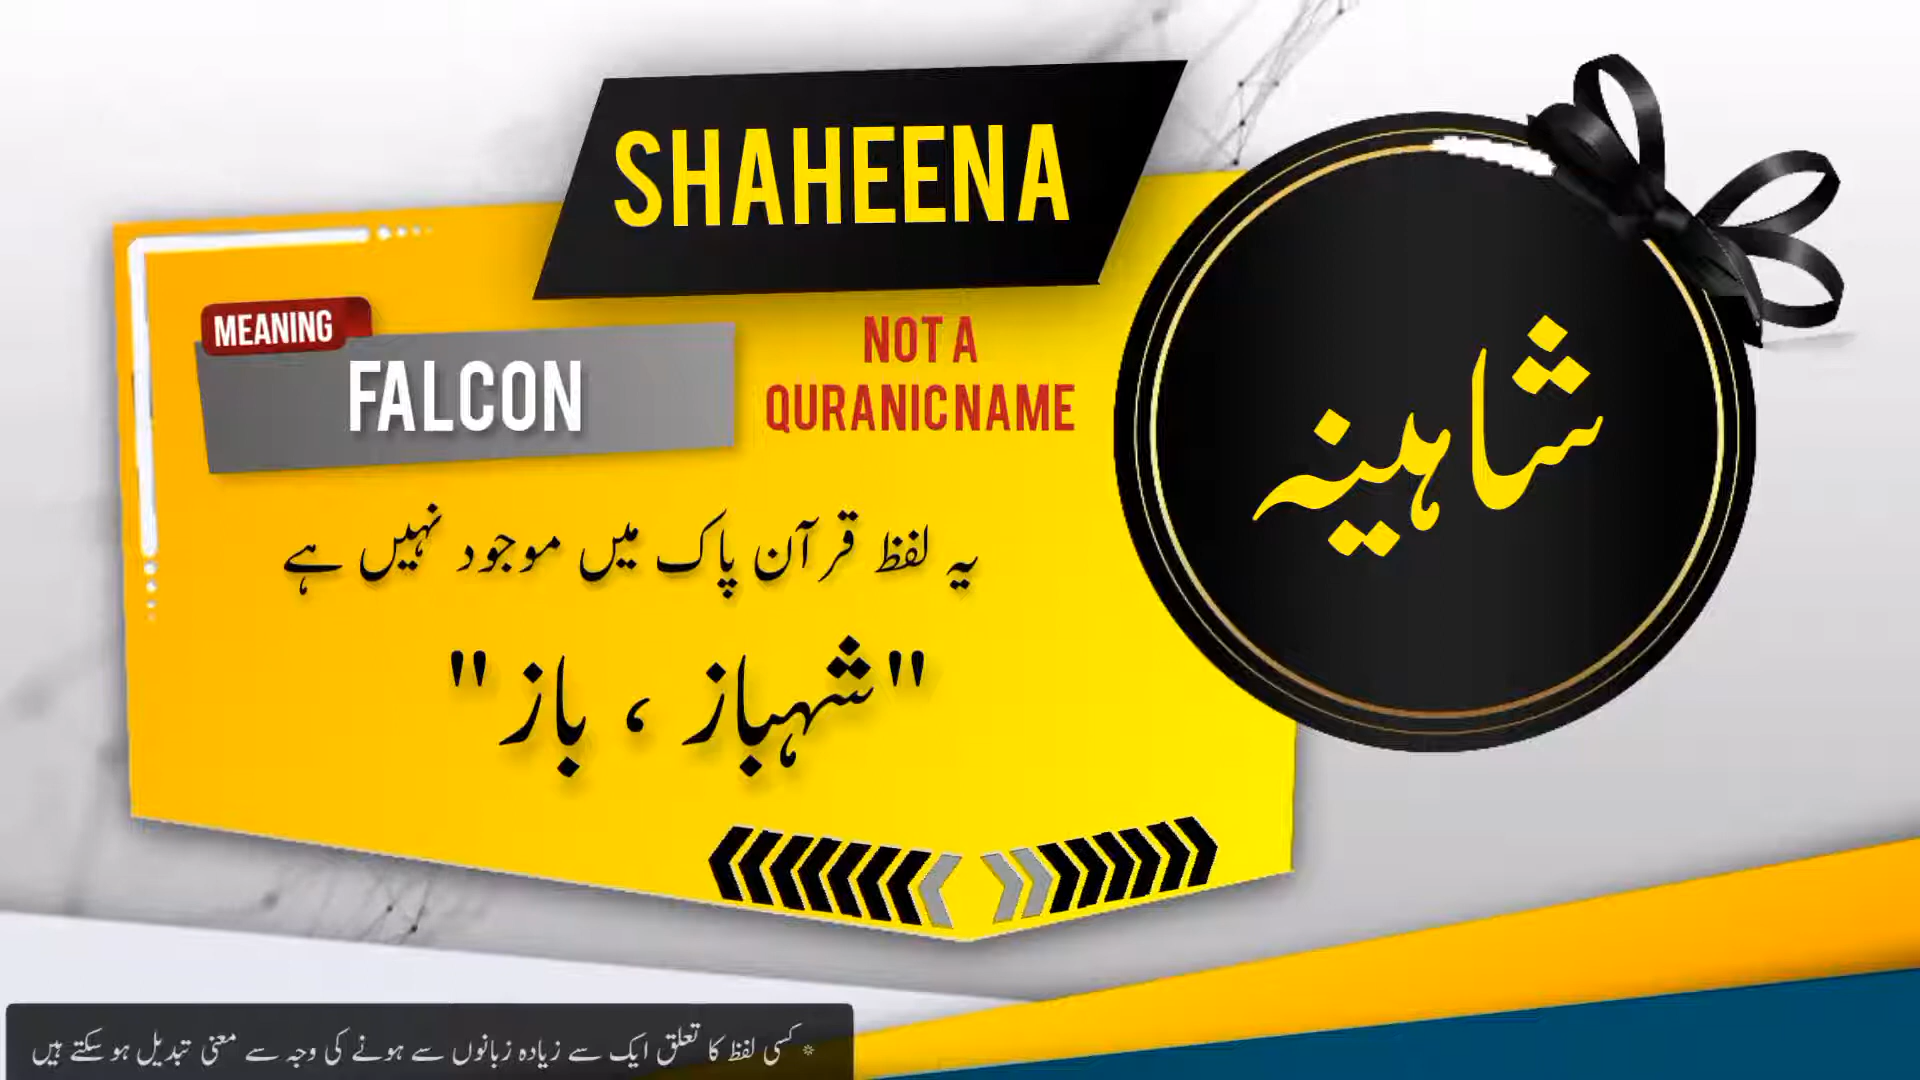 SHAHEENA
MEANING
FALCON
NOT A
QURANIC NAME
شاہینہ
یہ لفظ قرآن پاک میں موجود نہیں ہے
"شہباز ، باز"
* کسی لفظ کا تعلق ایک سے زیادہ زبانوں سے ہونے کی وجہ سے معنی تبدیل ہو سکتے ہیں